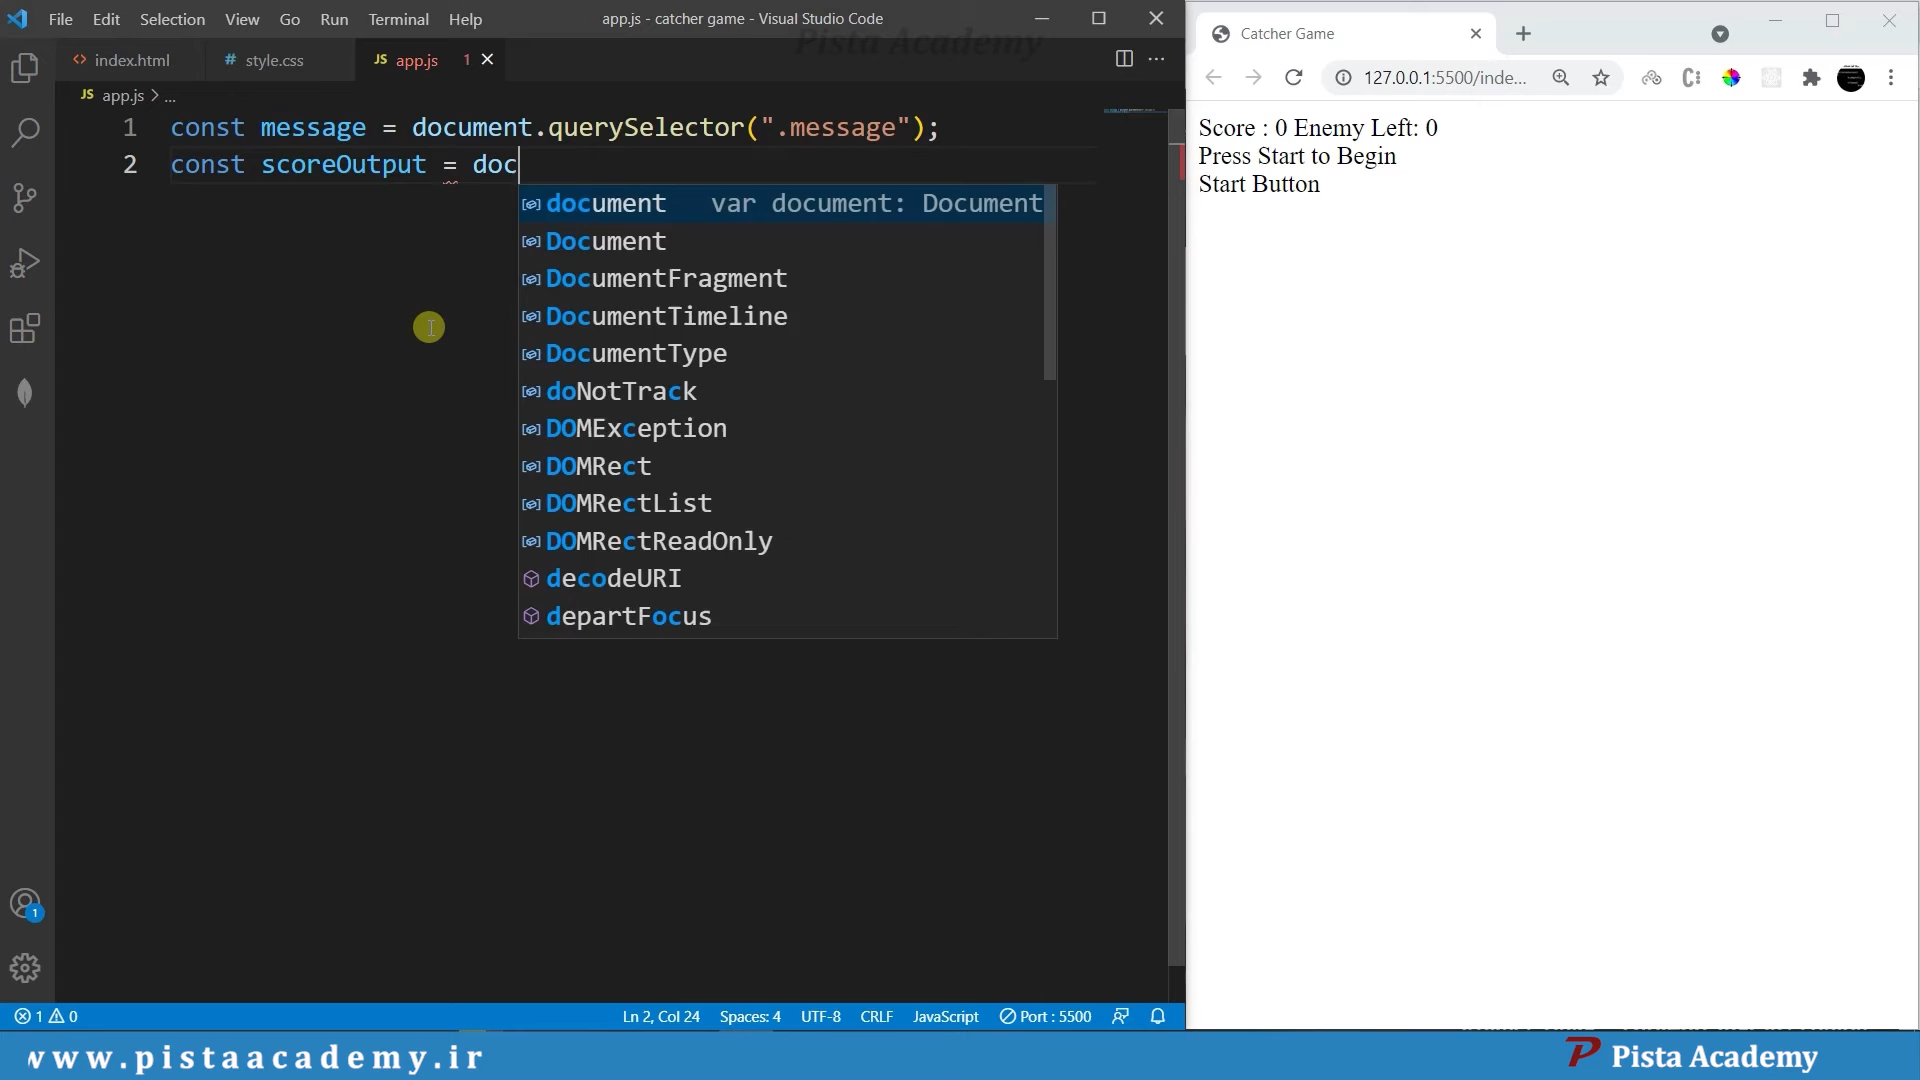 File Edit Selection View Go Run Terminal Help
app.js - catcher game - Visual Studio Code
Pista Academy
index.html
style.css
JS app.js 1
JS app.js > ...
1 const message = document.querySelector(".message");
2 const scoreOutput = doc
document var document: Document
Document
DocumentFragment
DocumentTimeline
DocumentType
doNotTrack
DOMException
DOMRect
DOMRectList
DOMRectReadOnly
decodeURI
departFocus
1
1 0
Ln 2, Col 24 Spaces: 4 UTF-8 CRLF JavaScript Port : 5500
Catcher Game
127.0.0.1:5500/inde...
Score : 0 Enemy Left: 0
Press Start to Begin
Start Button
www.pistaacademy.ir
Pista Academy